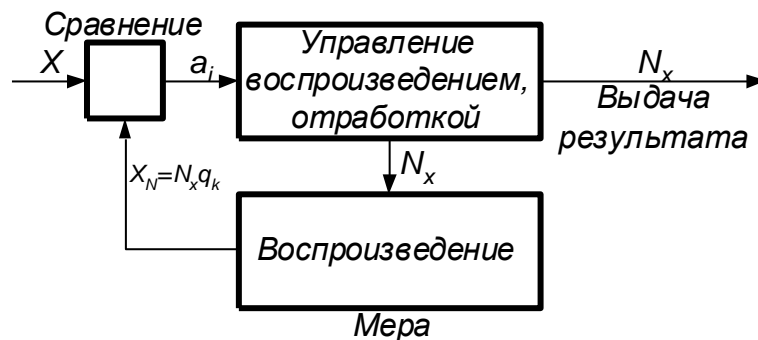 Сравнение
X
a_i
Управление
воспроизведением,
отработкой
N_x
Выдача
результата
N_x
X_N=N_xq_k
Воспроизведение
Мера